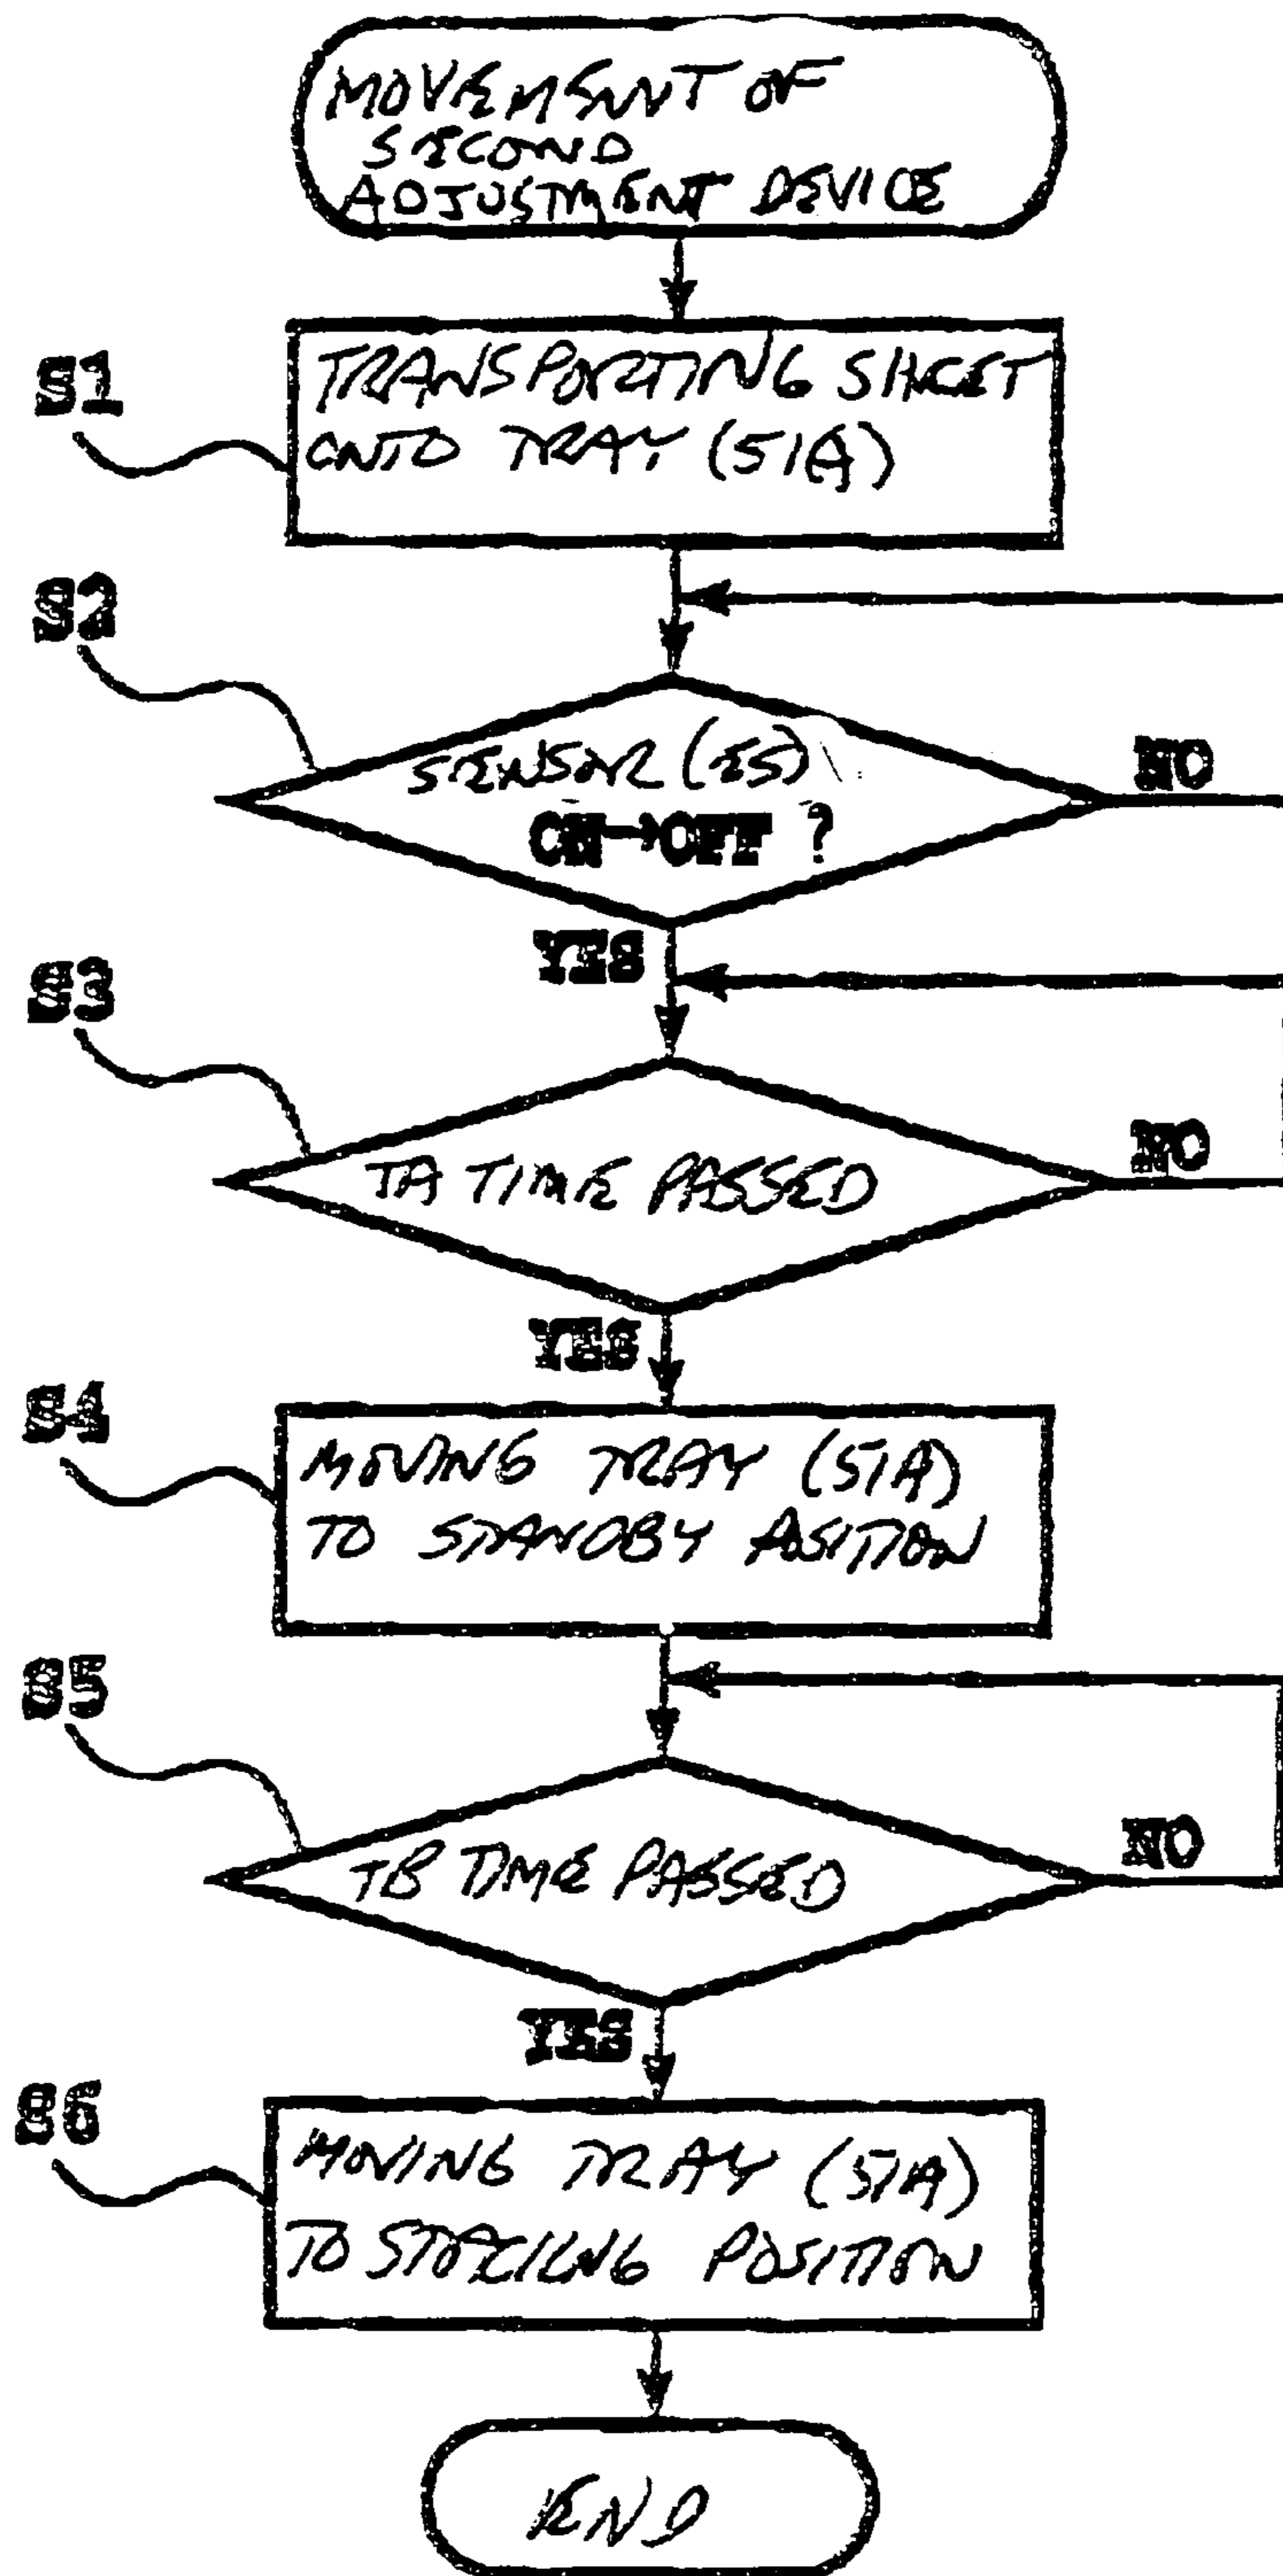 MOVEMENT OF
SECOND
ADJUSTMENT DEVICE
S1
TRANSPORTING SHEET
ONTO TRAY (51A)
S2
SENSOR (ES)
ON→OFF ?
NO
YES
S3
TA TIME PASSED
NO
YES
S4
MOVING TRAY (51A)
TO STANDBY POSITION
S5
TB TIME PASSED
NO
YES
S6
MOVING TRAY (51A)
TO STACKING POSITION
END